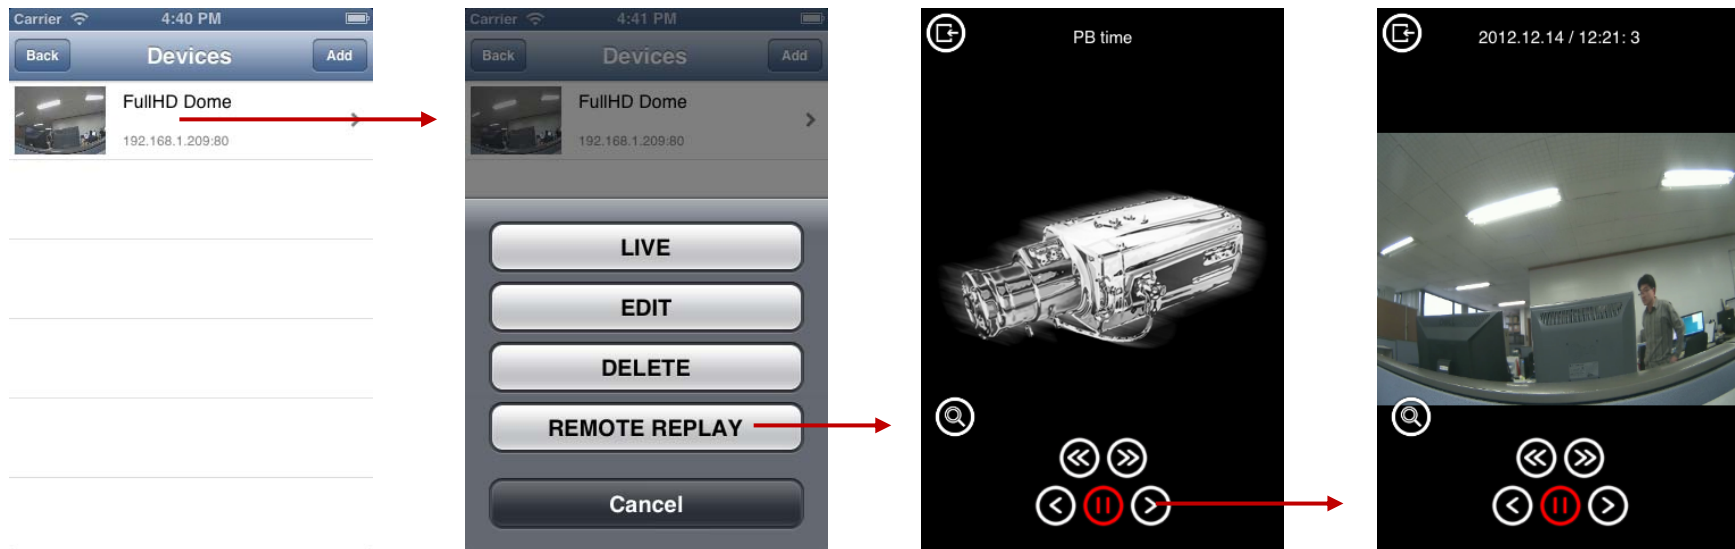 Carrier 4:40 PM
Back Devices Add
FullHD Dome
192.168.1.209:80
Carrier 4:41 PM
Back Devices Add
FullHD Dome
192.168.1.209:80
LIVE
EDIT
DELETE
REMOTE REPLAY
Cancel
PB time
2012.12.14 / 12:21: 3